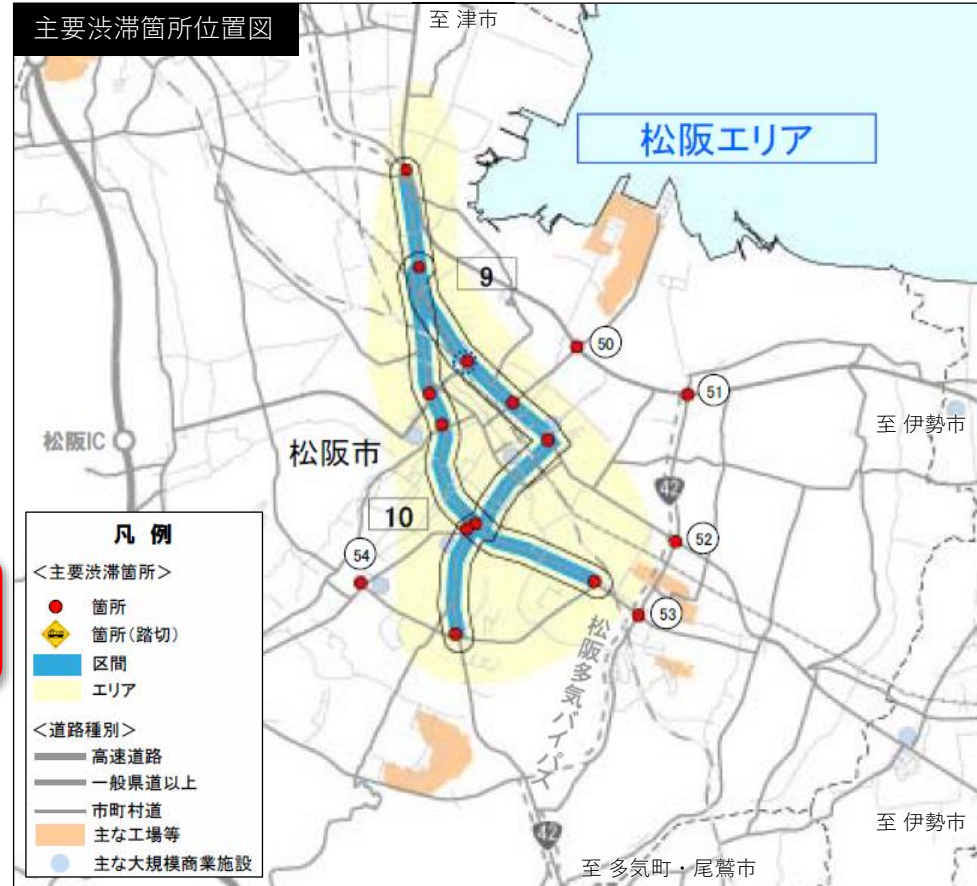 主要渋滞箇所位置図
至 津市
松阪エリア
9
50
51
至 伊勢市
松阪IC
松阪市
42
10
52
54
53
松阪多気バイパス
凡 例
<主要渋滞箇所>
箇所
箇所(踏切)
区間
エリア
<道路種別>
高速道路
一般県道以上
市町村道
主な工場等
主な大規模商業施設
至 伊勢市
42
至 多気町・尾鷲市